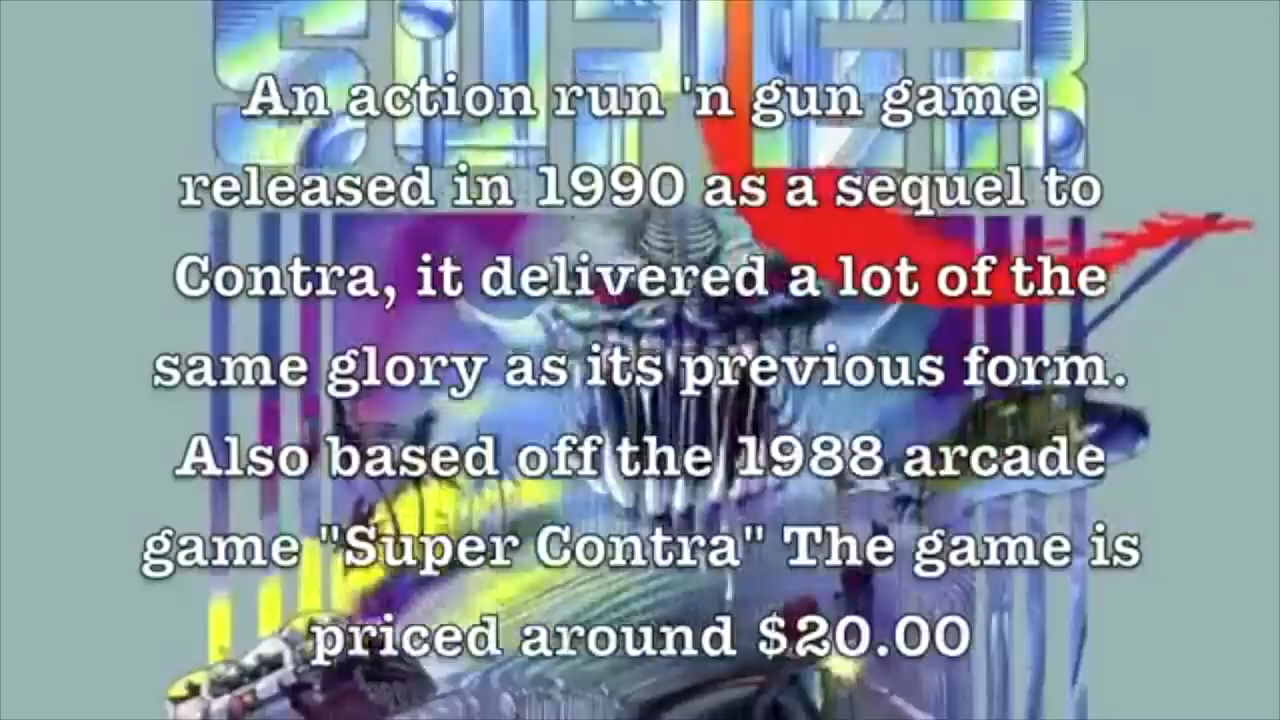 SUPER
An action run 'n gun game
released in 1990 as a sequel to
Contra, it delivered a lot of the
same glory as its previous form.
Also based off the 1988 arcade
game "Super Contra" The game is
priced around $20.00